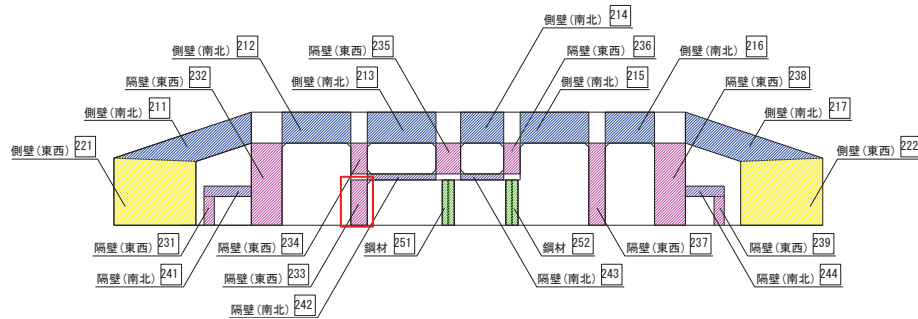 側壁(南北) 214
側壁(南北) 212
隔壁(東西) 235
隔壁(東西) 236
側壁(南北) 216
隔壁(東西) 232
側壁(南北) 213
側壁(南北) 215
隔壁(東西) 238
側壁(南北) 211
側壁(南北) 217
側壁(東西) 221
側壁(東西) 222
隔壁(東西) 231
隔壁(東西) 234
鋼材 251
鋼材 252
隔壁(東西) 237
隔壁(東西) 239
隔壁(南北) 241
隔壁(東西) 233
隔壁(南北) 243
隔壁(南北) 244
隔壁(南北) 242